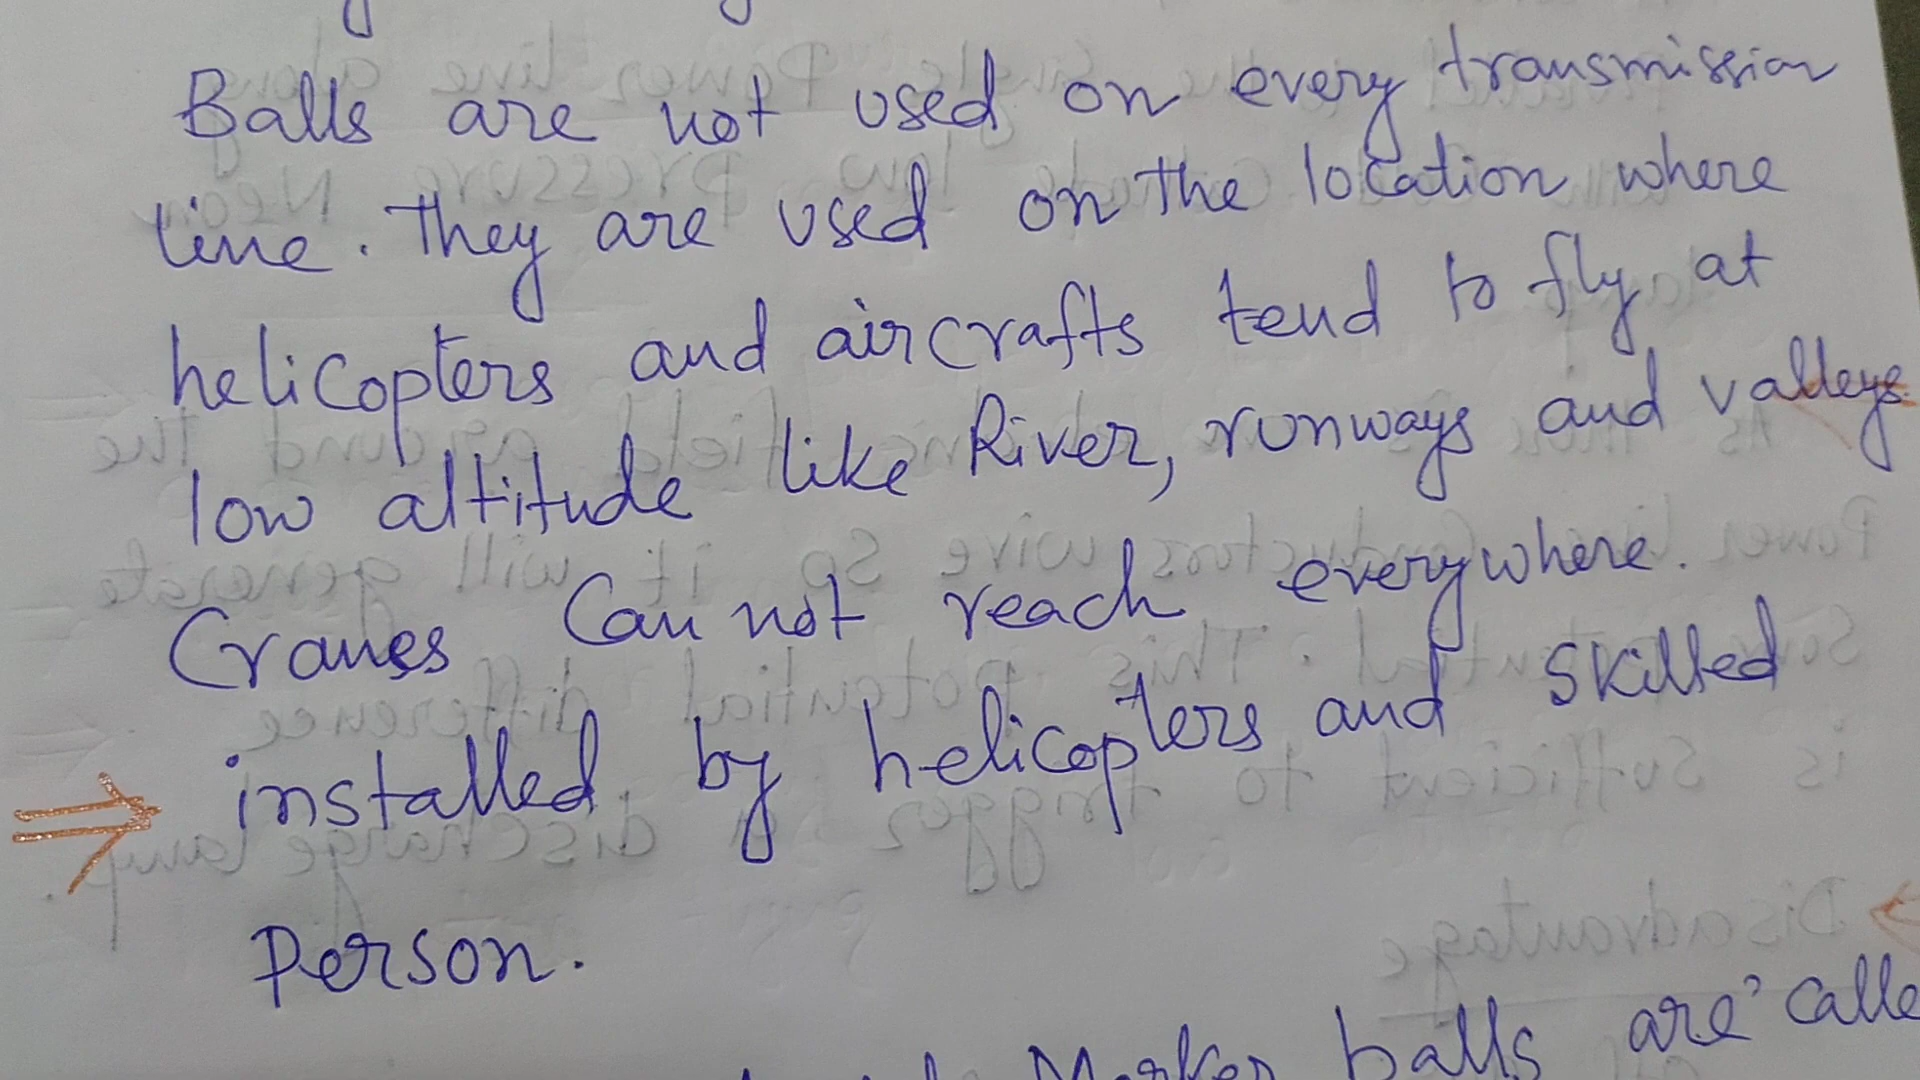 Balls are not used on every transmission
line. They are used on the location where
helicopters and aircrafts tend to fly at
low altitude like River, runways and valleys.
Cranes Can not reach everywhere.
⇒ installed by helicopters and skilled
Person.
Marker balls are calle